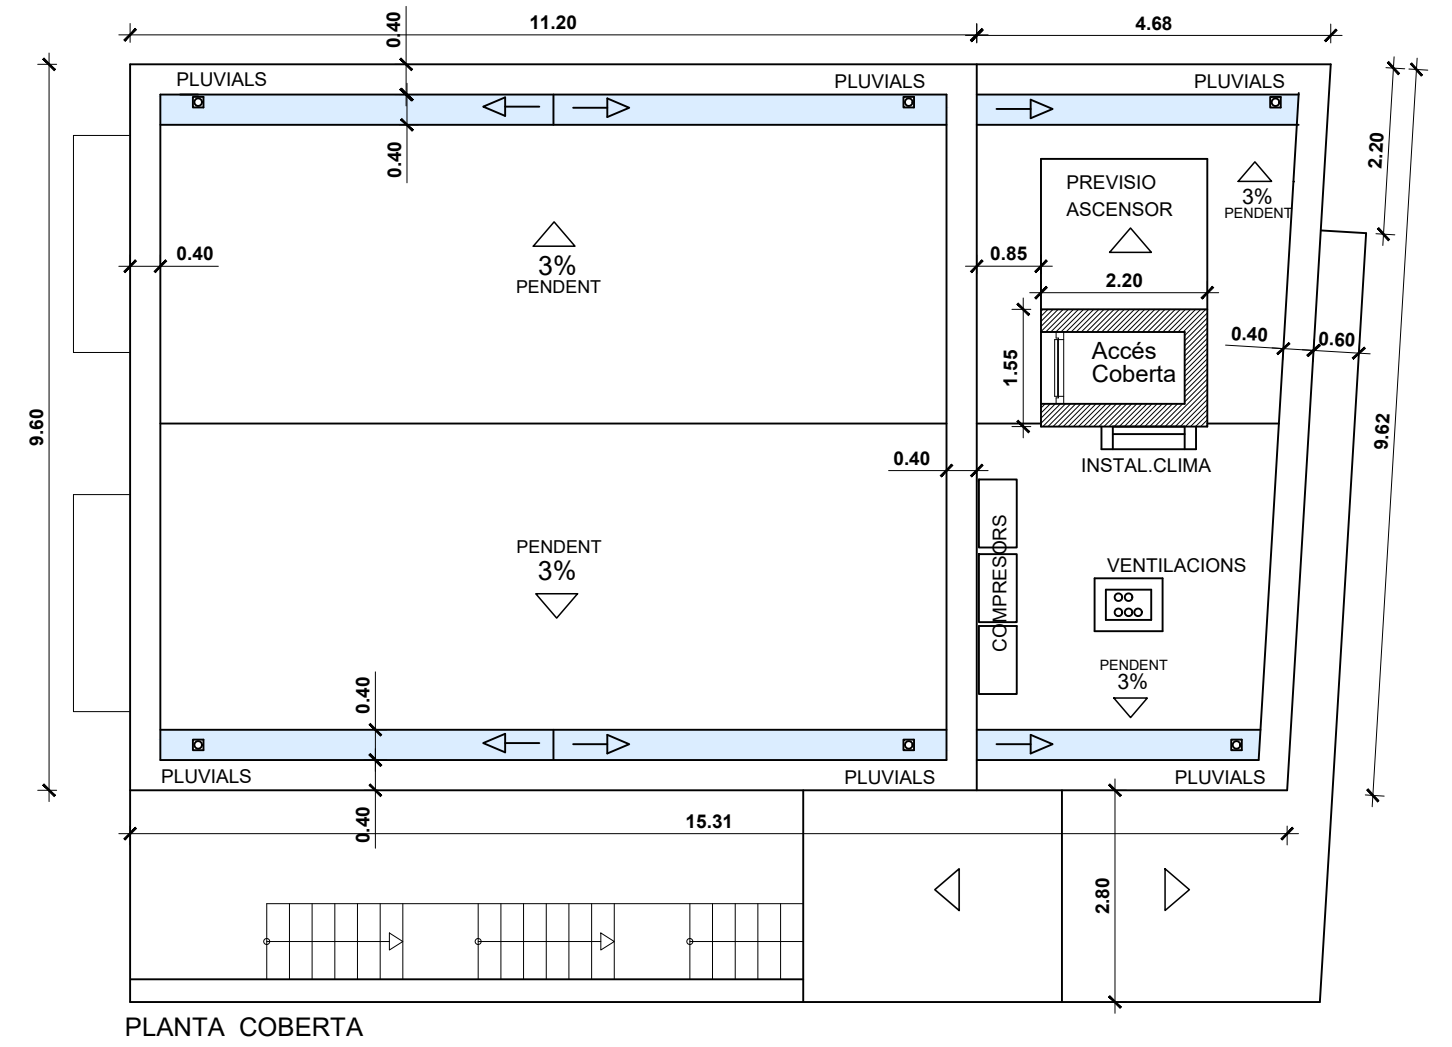 0.40
11.20
4.68
PLUVIALS
PLUVIALS
PLUVIALS
0.40
2.20
PREVISIO
ASCENSOR
3%
PENDENT
0.40
3%
PENDENT
0.85
2.20
0.40
0.60
Accés
Coberta
1.55
9.60
9.62
0.40
INSTAL.CLIMA
COMPRESORS
PENDENT
3%
VENTILACIONS
PENDENT
3%
0.40
PLUVIALS
PLUVIALS
PLUVIALS
0.40
15.31
2.80
PLANTA COBERTA